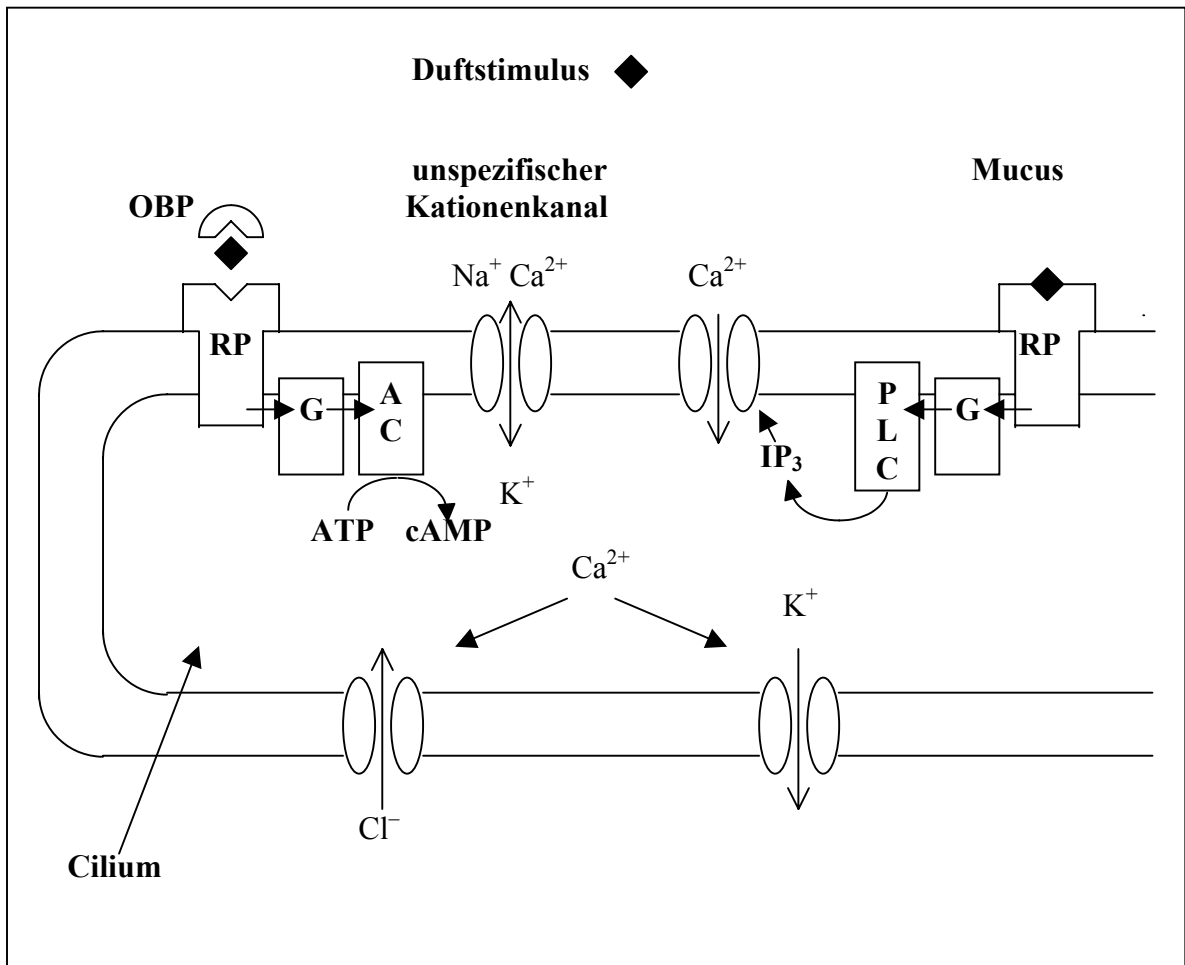 Duftstimulus
unspezifischer
Kationenkanal
Mucus
OBP
Na⁺ Ca²⁺
Ca²⁺
RP
RP
G
A
C
P
L
C
G
IP₃
K⁺
ATP cAMP
Ca²⁺
K⁺
Cl⁻
Cilium